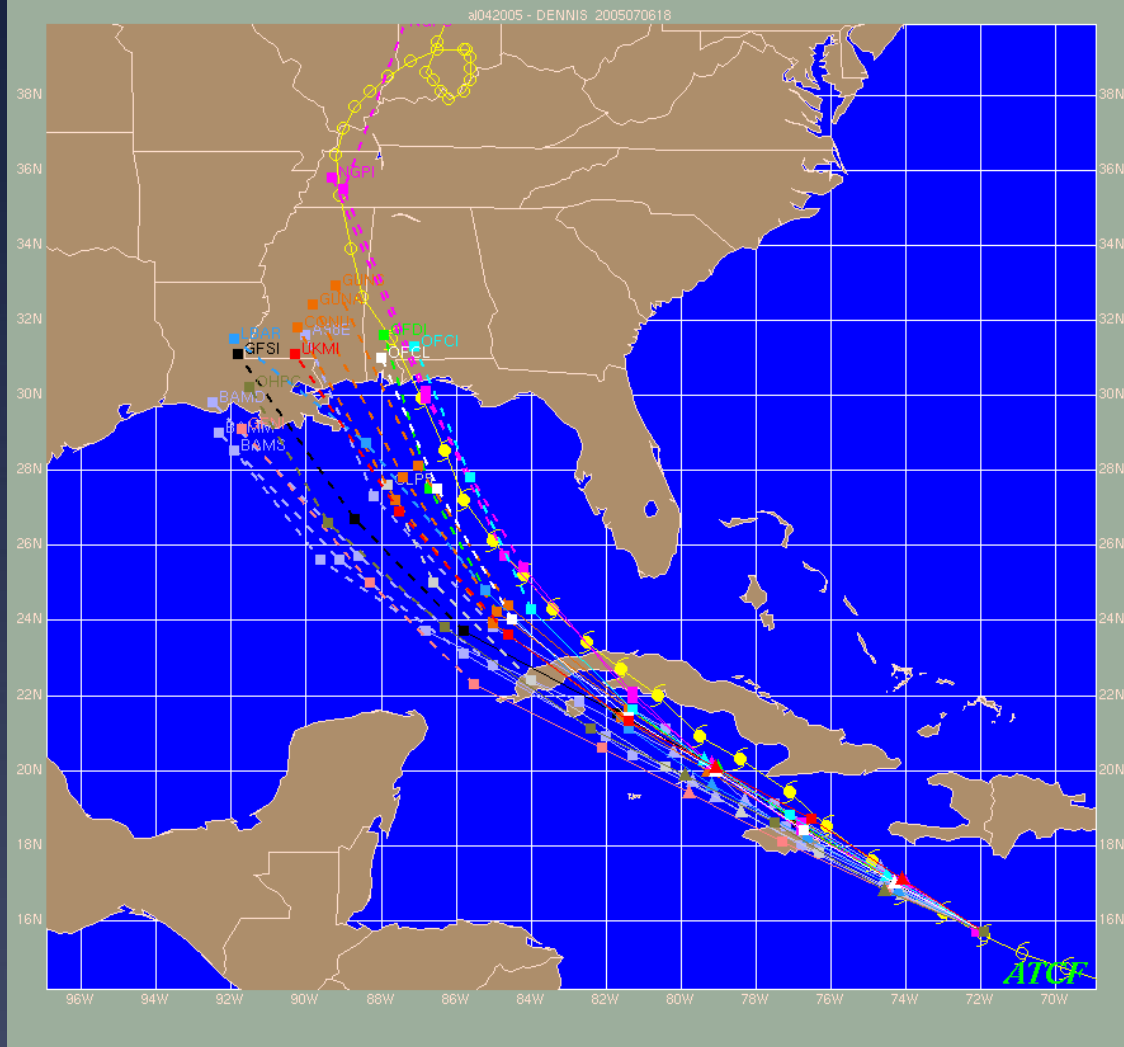 al042005 - DENNIS 2005070618
38N 38N
36N 36N
NGPI
34N 34N
GUNA
32N 32N
LBAR A98E OFCI
GFSI UKMI OFCL
OHPC
30N 30N
BAMD
BAMM
BAMS
28N 28N
CLP5
26N 26N
24N 24N
22N 22N
20N 20N
18N 18N
16N 16N
ATCF
96W 94W 92W 90W 88W 86W 84W 82W 80W 78W 76W 74W 72W 70W